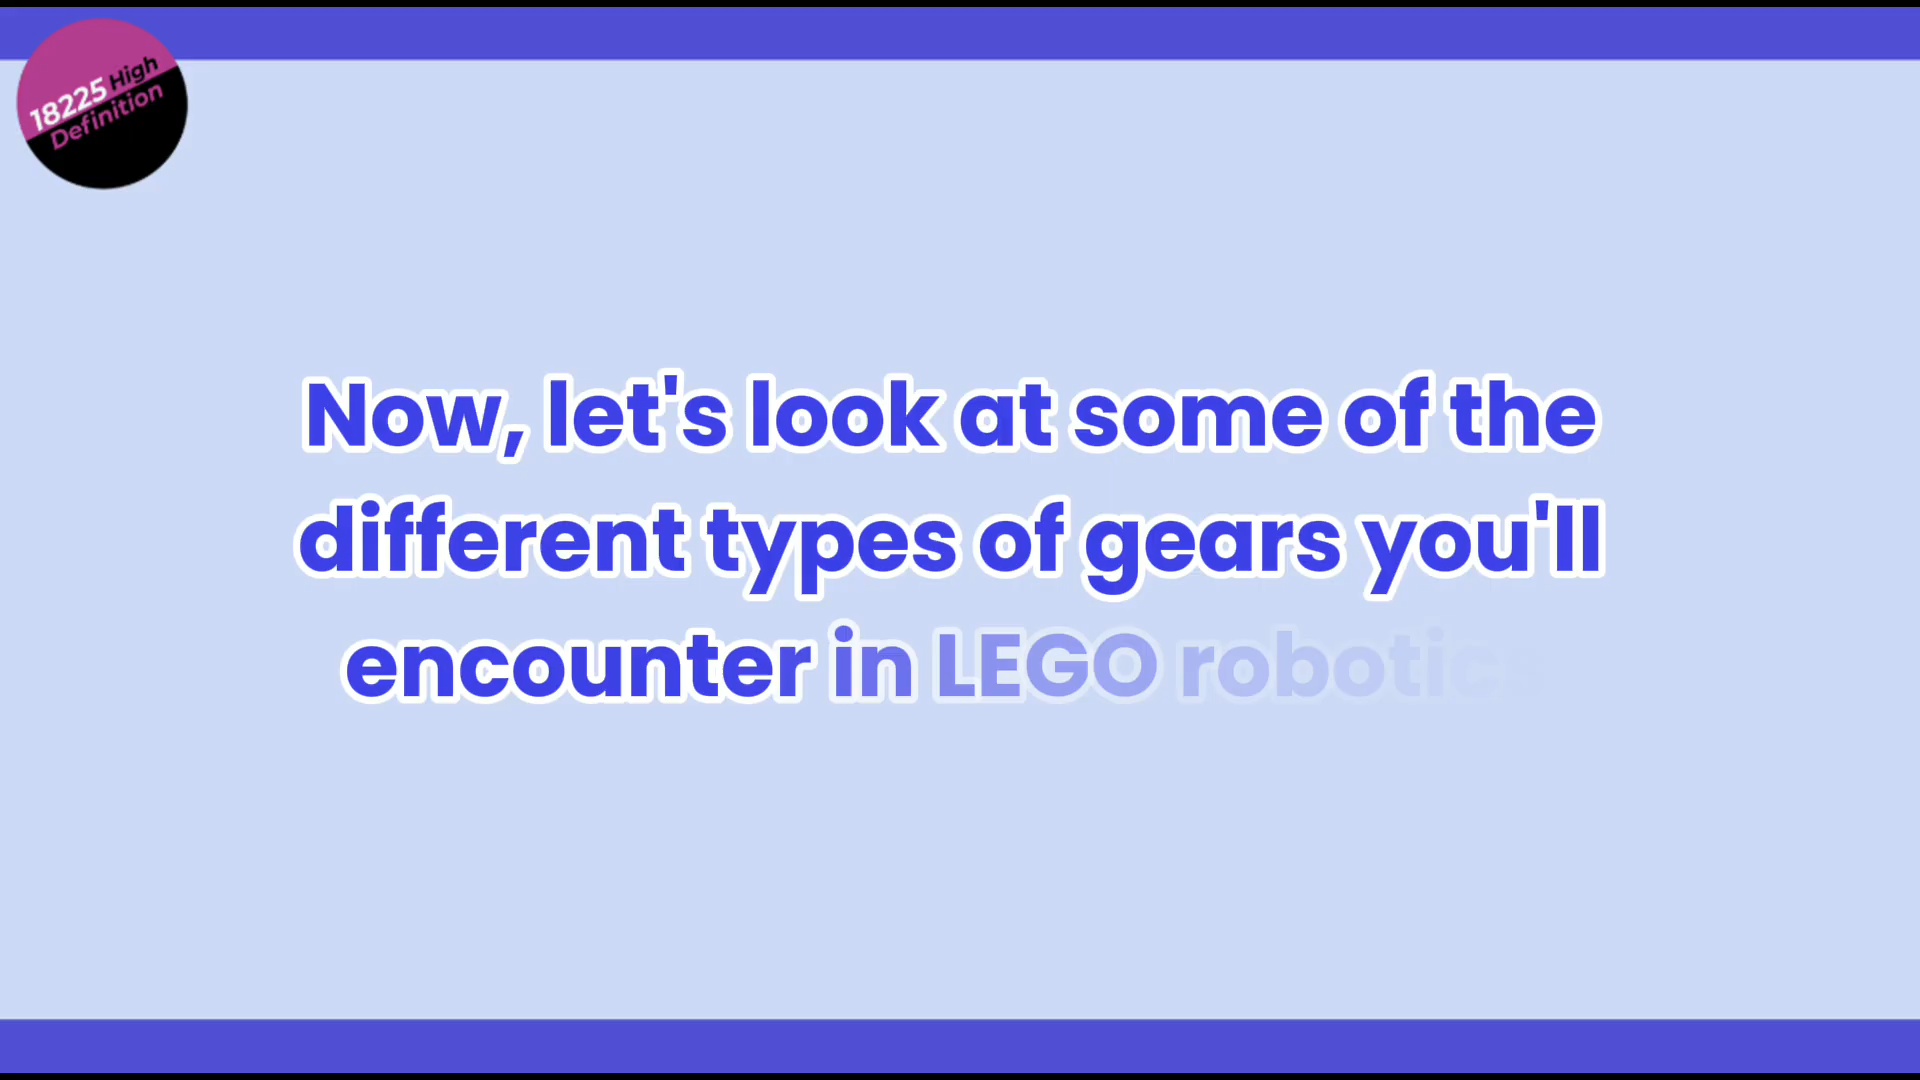 18225 High
Definition
Now, let's look at some of the
different types of gears you'll
encounter in LEGO robotics